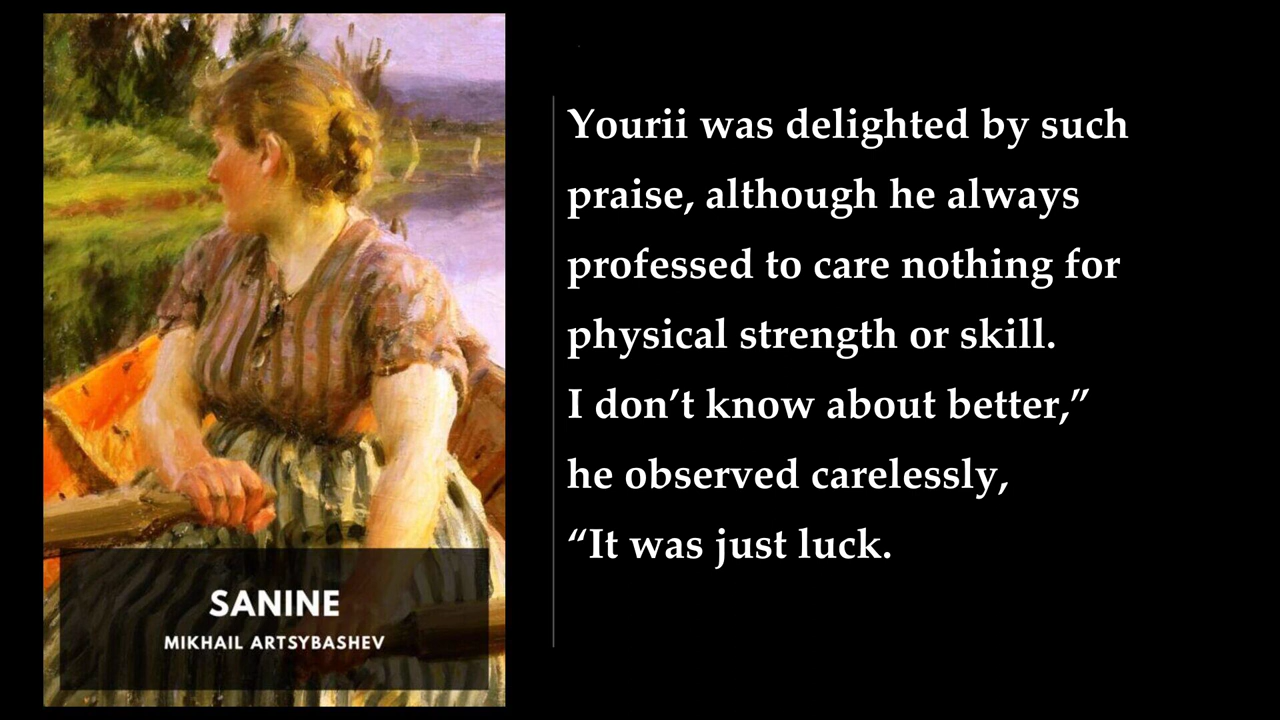 SANINE
MIKHAIL ARTSYBASHEV
Yourii was delighted by such
praise, although he always
professed to care nothing for
physical strength or skill.
I don’t know about better,”
he observed carelessly,
“It was just luck.